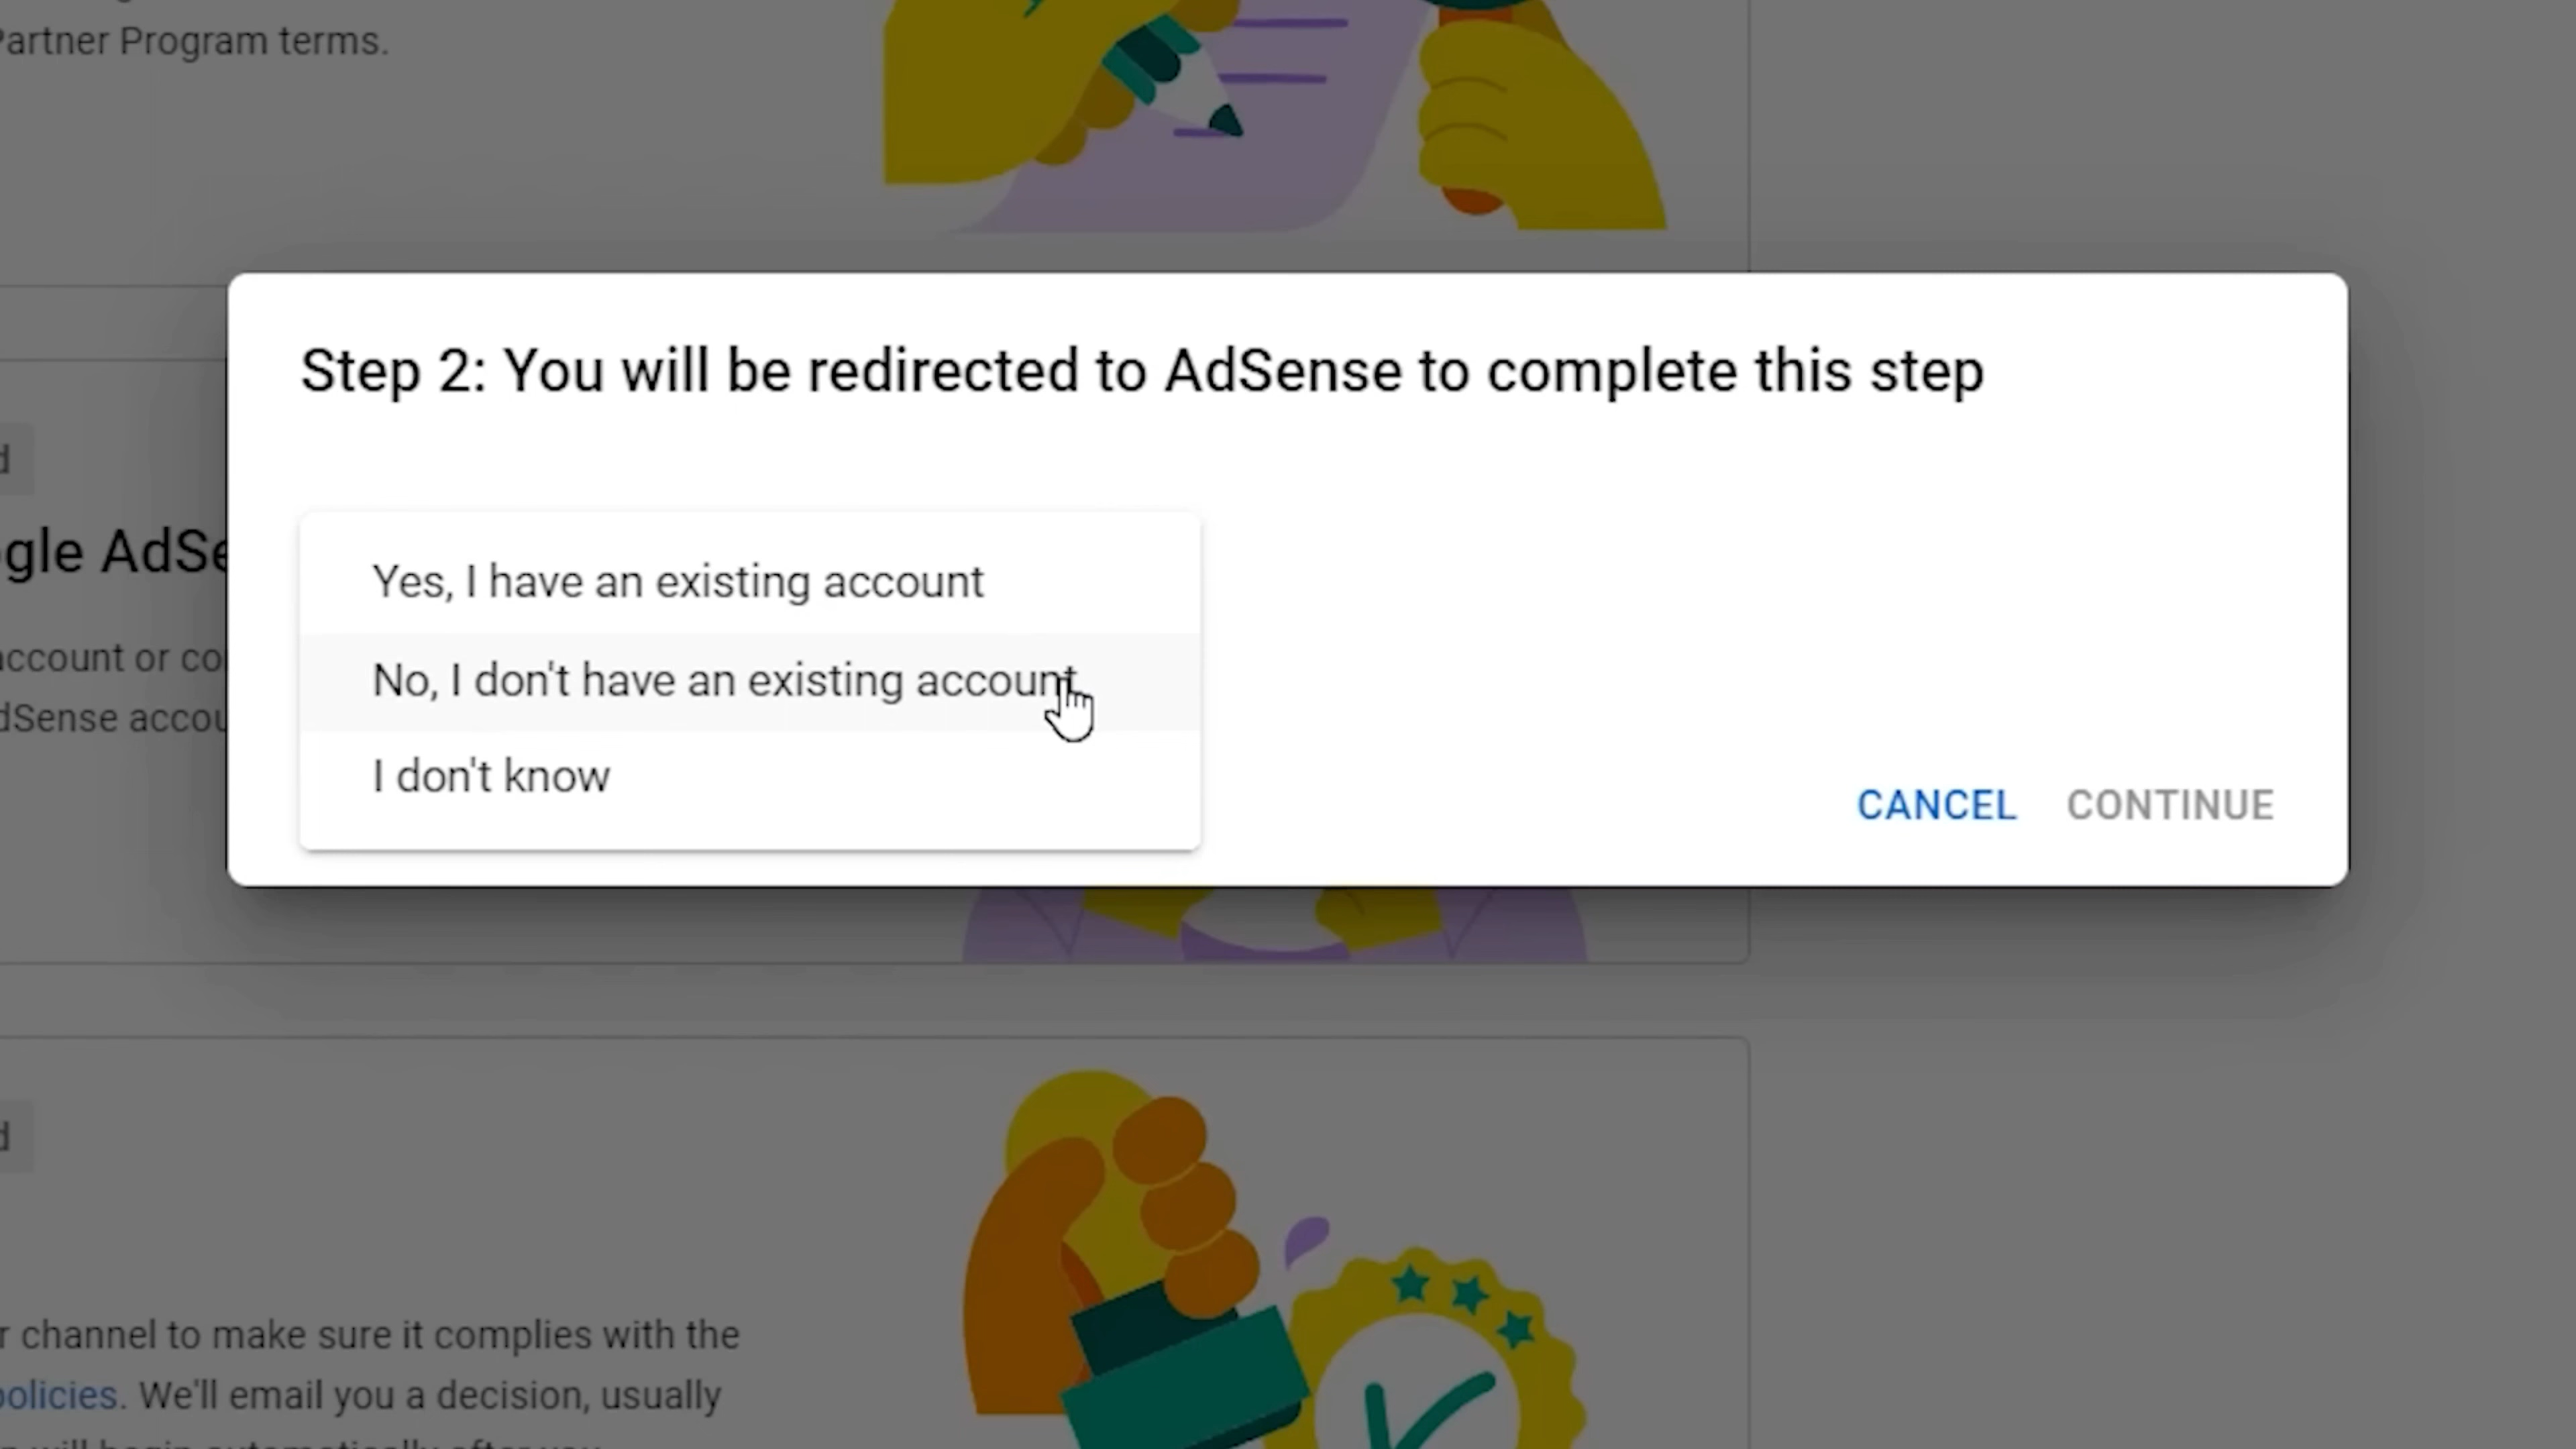 Partner Program terms.
Step 2: You will be redirected to AdSense to complete this step
Yes, I have an existing account
No, I don't have an existing account
I don't know
CANCEL CONTINUE
d
gle AdSe
account or co
dSense accou
d
r channel to make sure it complies with the
policies. We'll email you a decision, usually